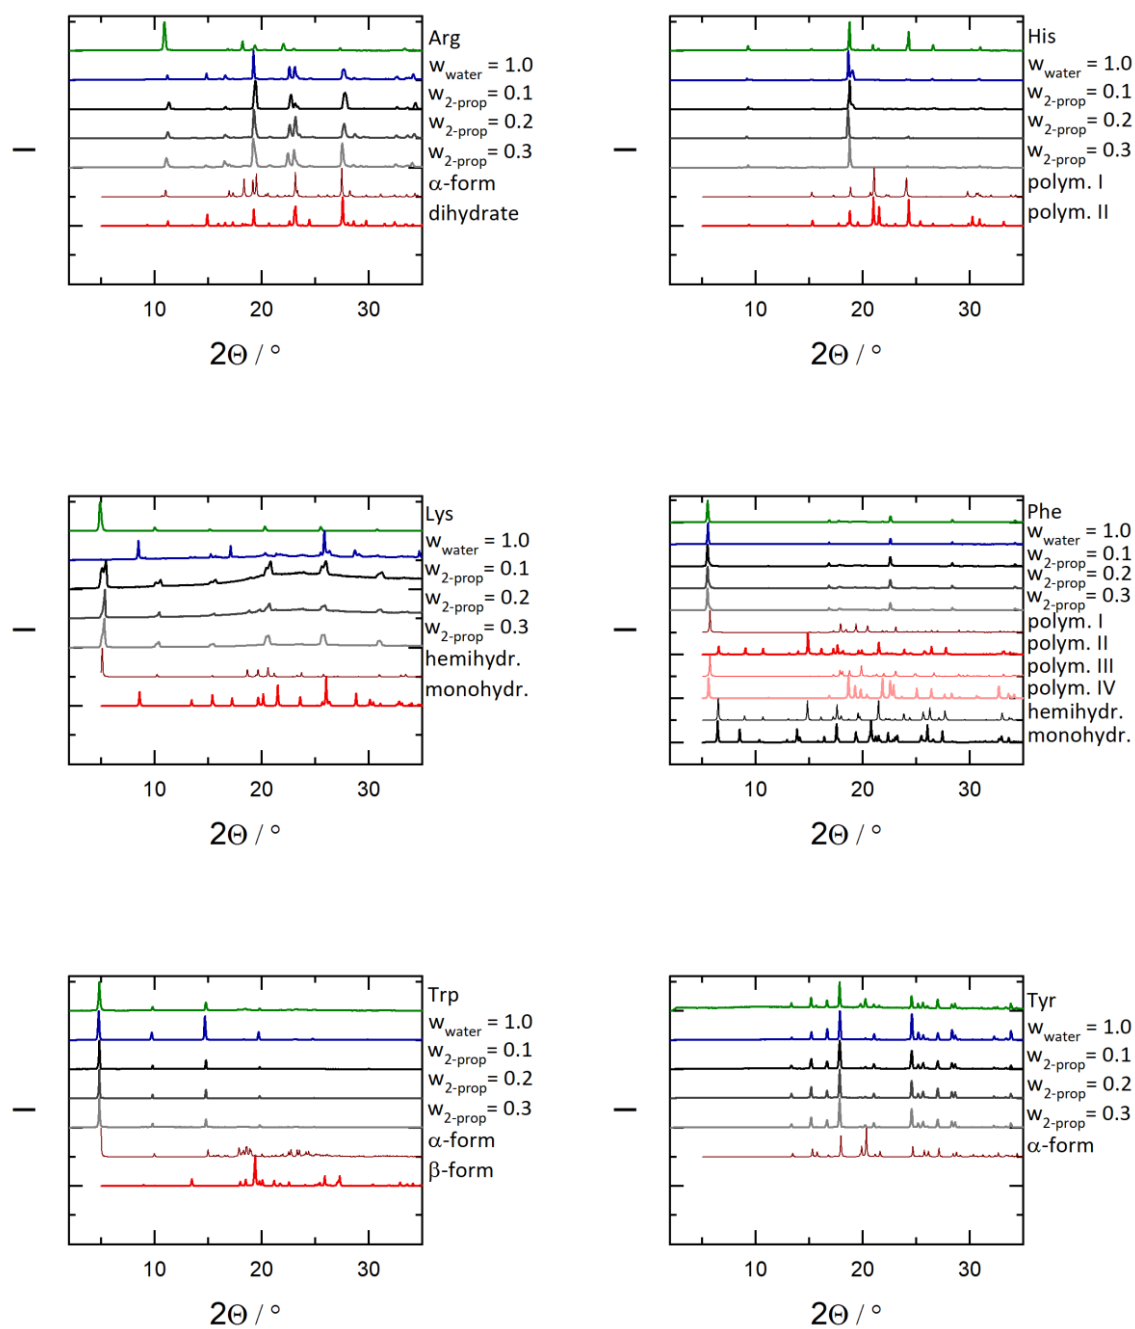 Arg
w_water = 1.0
w_2-prop = 0.1
w_2-prop = 0.2
w_2-prop = 0.3
α-form
dihydrate
I
10 20 30
2Θ / °
His
w_water = 1.0
w_2-prop = 0.1
w_2-prop = 0.2
w_2-prop = 0.3
polym. I
polym. II
I
10 20 30
2Θ / °
Lys
w_water = 1.0
w_2-prop = 0.1
w_2-prop = 0.2
w_2-prop = 0.3
hemihydr.
monohydr.
I
10 20 30
2Θ / °
Phe
w_water = 1.0
w_2-prop = 0.1
w_2-prop = 0.2
w_2-prop = 0.3
polym. I
polym. II
polym. III
polym. IV
hemihydr.
monohydr.
I
10 20 30
2Θ / °
Trp
w_water = 1.0
w_2-prop = 0.1
w_2-prop = 0.2
w_2-prop = 0.3
α-form
β-form
I
10 20 30
2Θ / °
Tyr
w_water = 1.0
w_2-prop = 0.1
w_2-prop = 0.2
w_2-prop = 0.3
α-form
I
10 20 30
2Θ / °